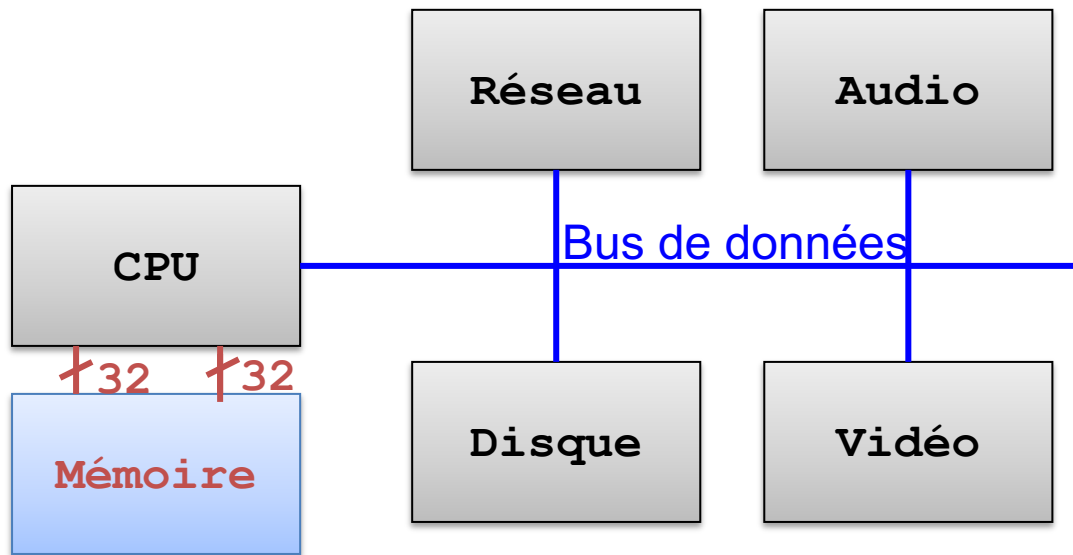 Réseau
Audio
Bus de données
CPU
32
32
Disque
Vidéo
Mémoire